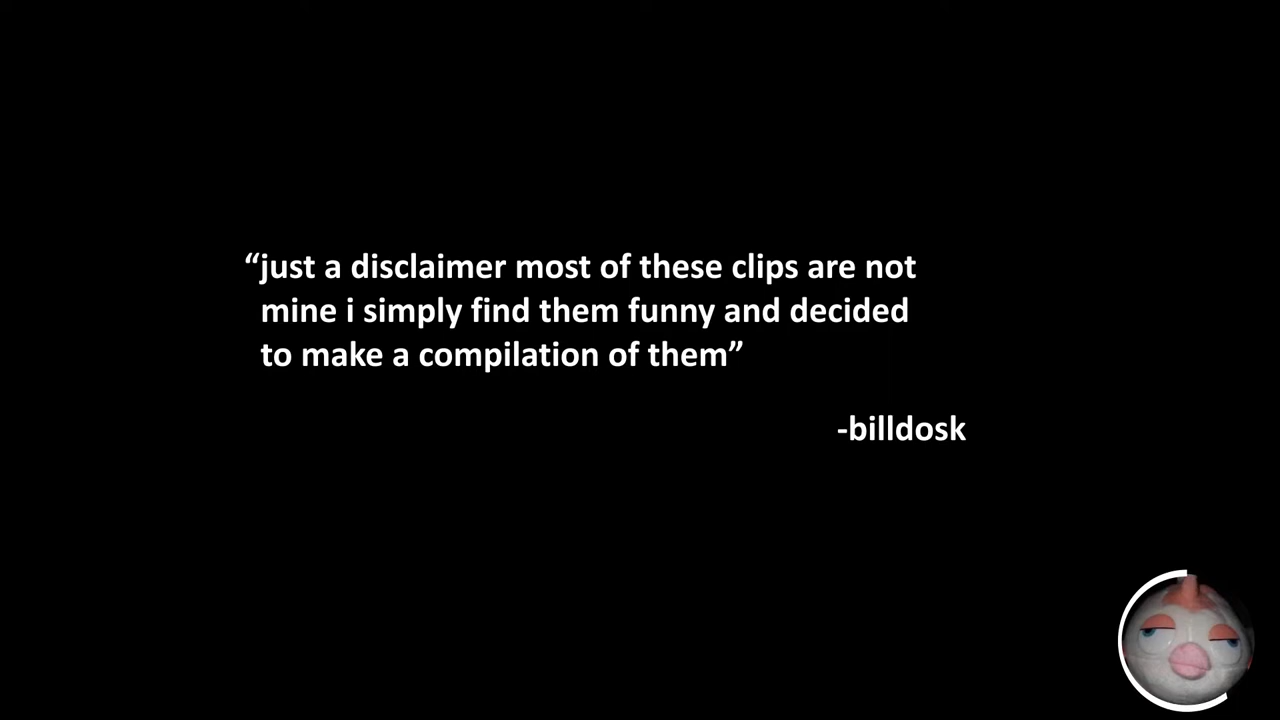 “just a disclaimer most of these clips are not
mine i simply find them funny and decided
to make a compilation of them”
-billdosk